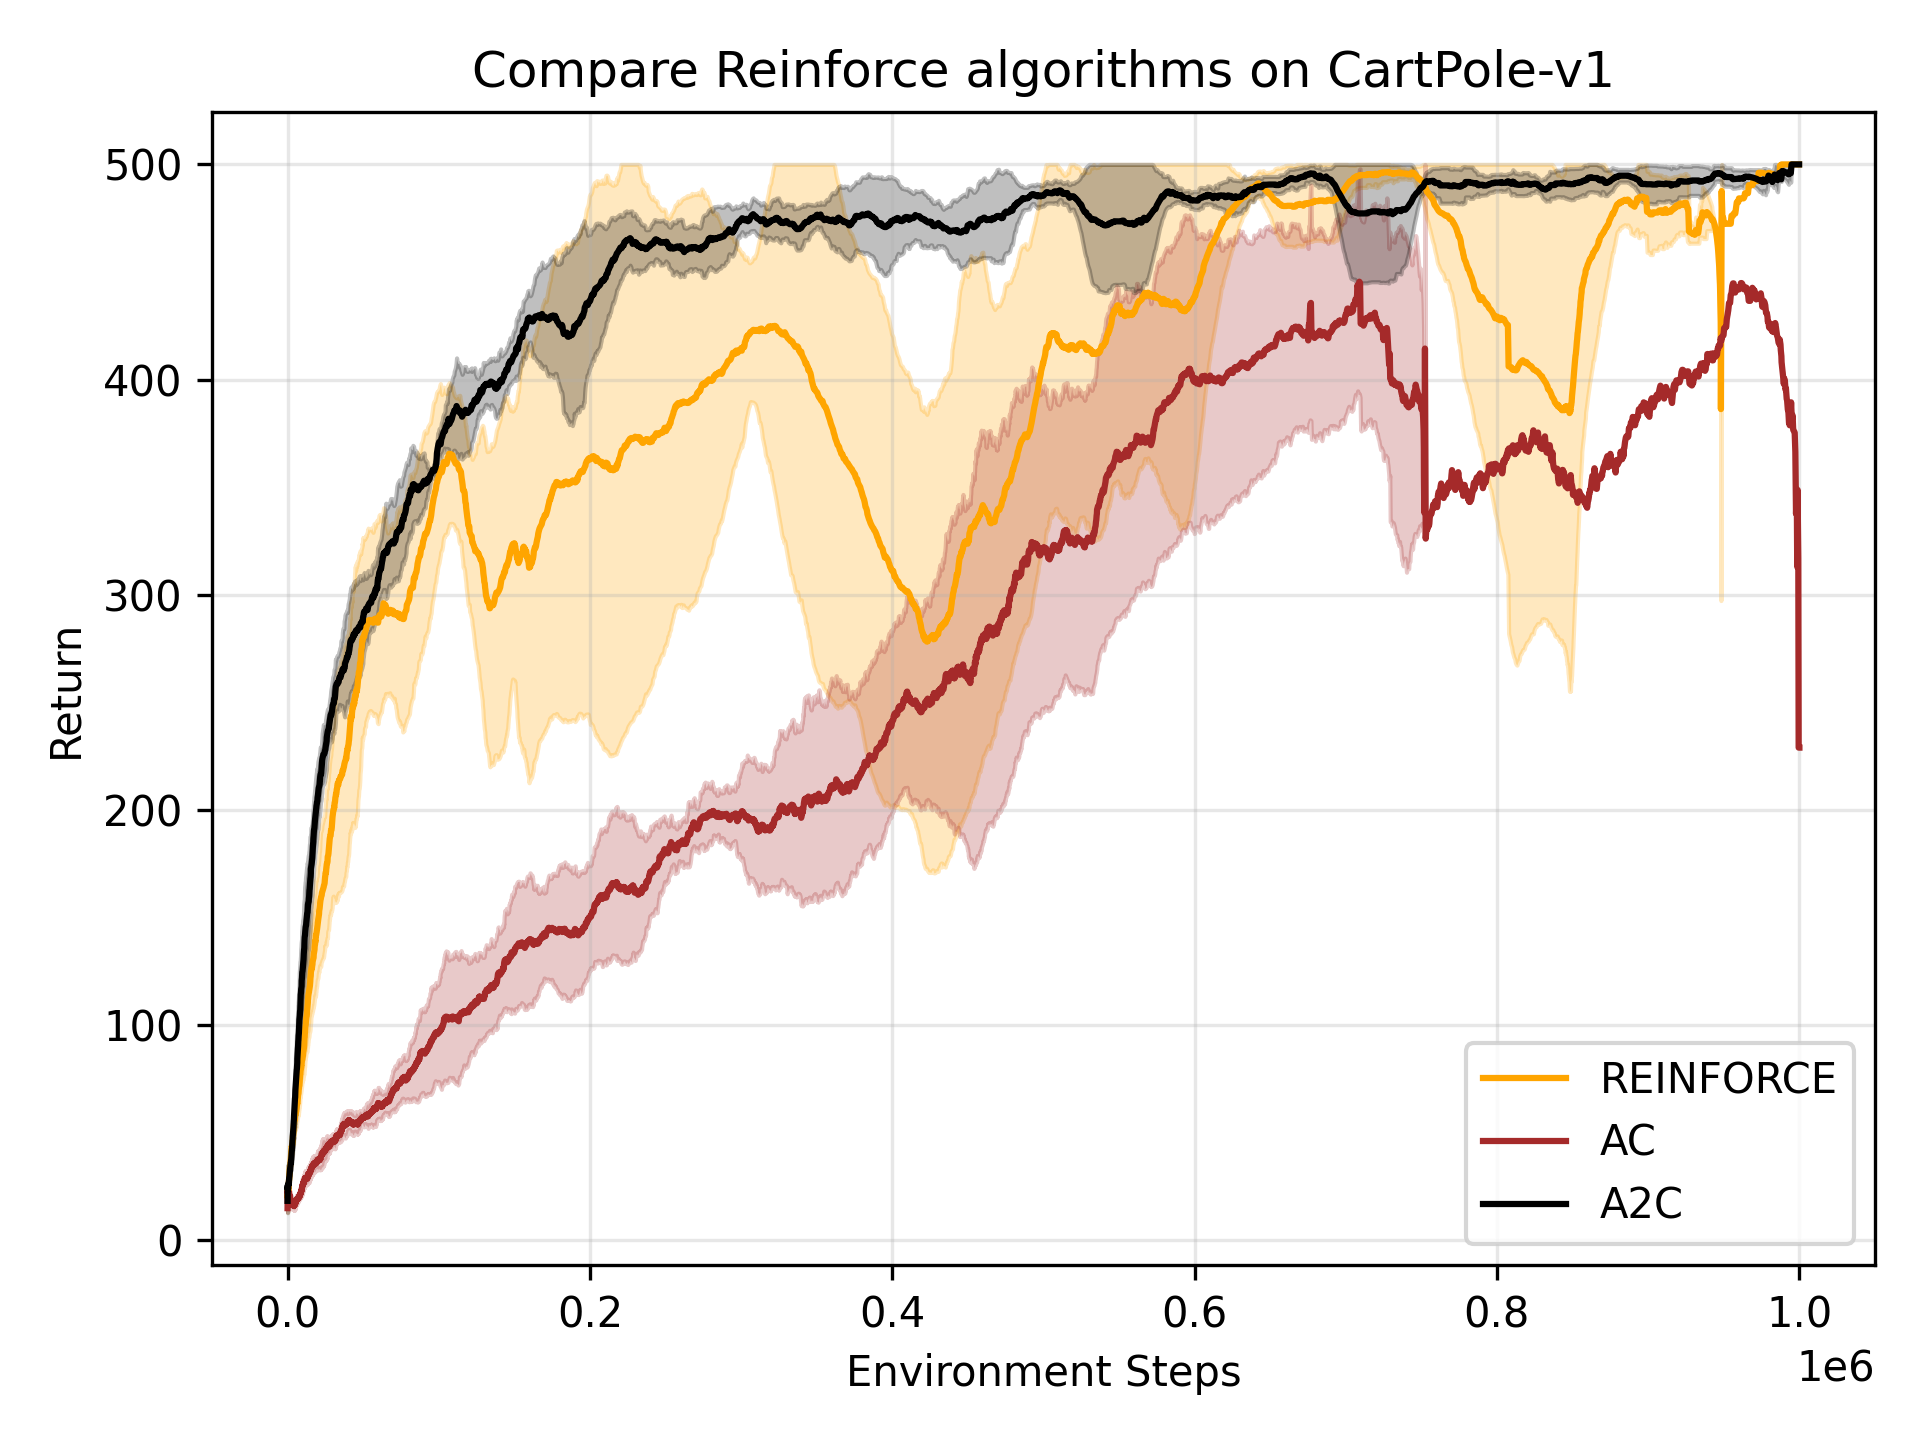 Compare Reinforce algorithms on CartPole-v1
Return
500
400
300
200
100
0
REINFORCE
AC
A2C
0.0 0.2 0.4 0.6 0.8 1.0
1e6
Environment Steps